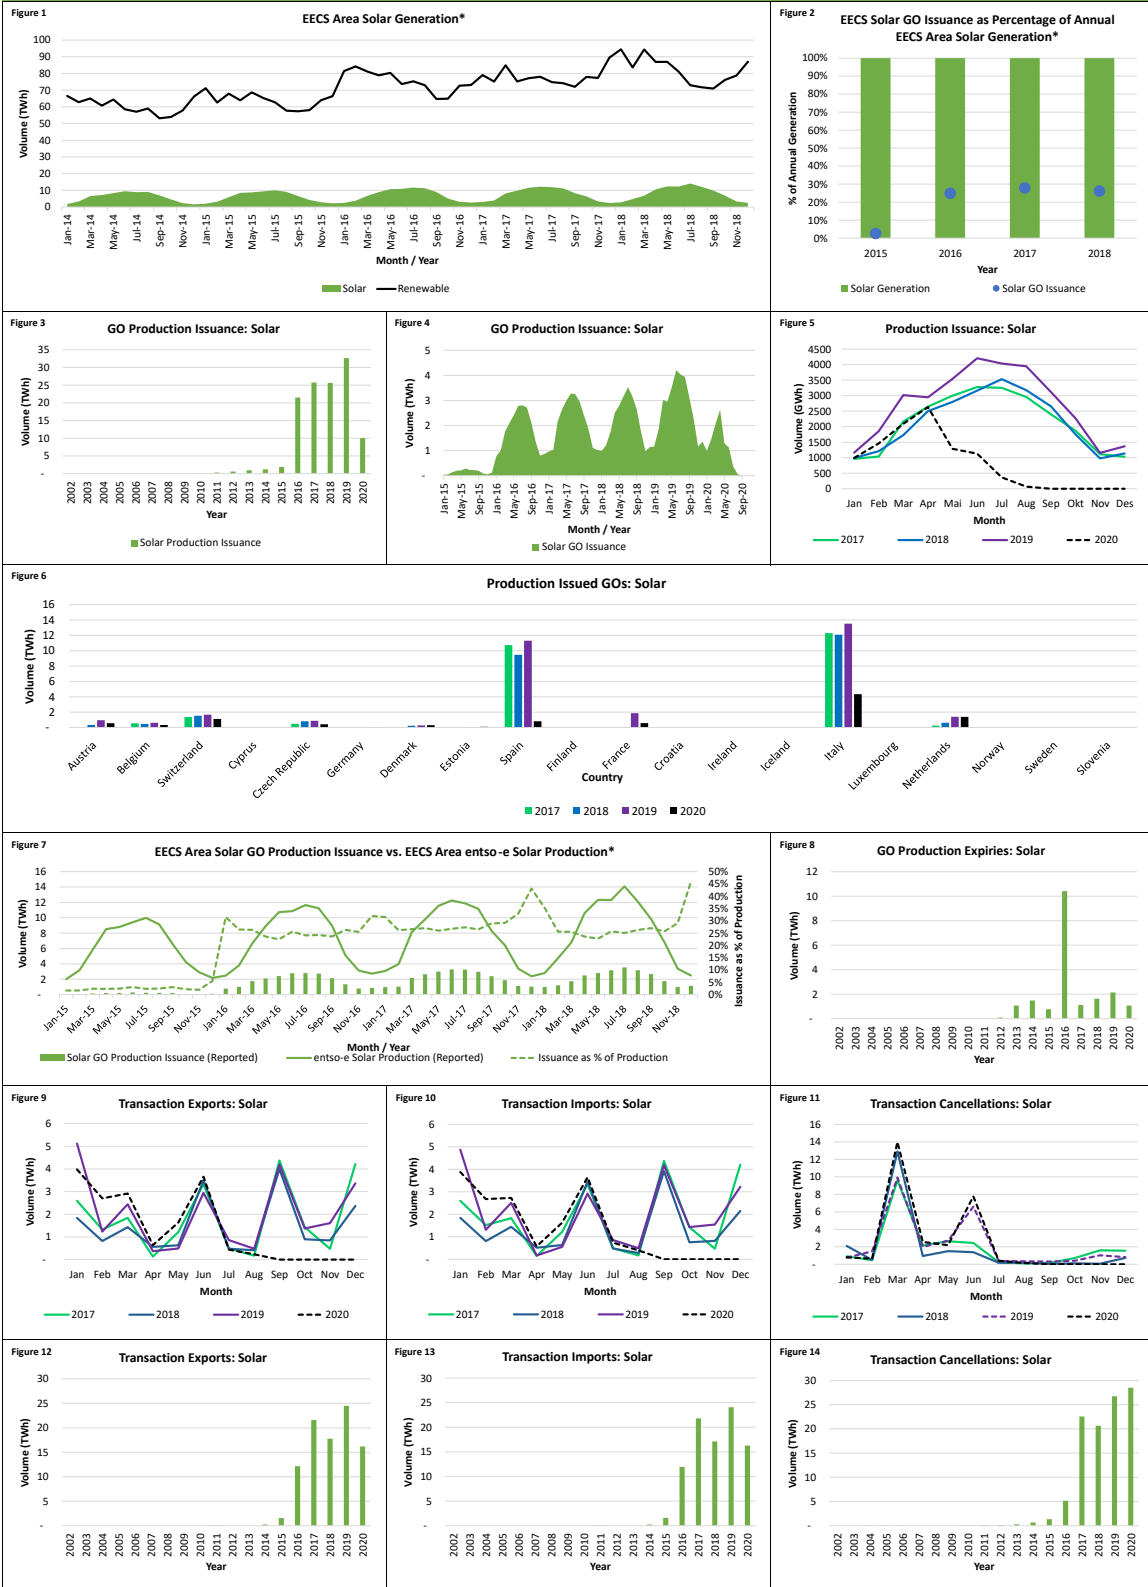 Figure 1
EECS Area Solar Generation*
Volume (TWh)
100
90
80
70
60
50
40
30
20
10
0
Jan-14
Mar-14
May-14
Jul-14
Sep-14
Nov-14
Jan-15
Mar-15
May-15
Jul-15
Sep-15
Nov-15
Jan-16
Mar-16
May-16
Jul-16
Sep-16
Nov-16
Jan-17
Mar-17
May-17
Jul-17
Sep-17
Nov-17
Jan-18
Mar-18
May-18
Jul-18
Sep-18
Nov-18
Month / Year
Solar
Renewable
Figure 2
EECS Solar GO Issuance as Percentage of Annual
EECS Area Solar Generation*
% of Annual Generation
100%
90%
80%
70%
60%
50%
40%
30%
20%
10%
0%
2015 2016 2017 2018
Year
Solar Generation
Solar GO Issuance
Figure 3
GO Production Issuance: Solar
Volume (TWh)
35
30
25
20
15
10
5
-
2002
2003
2004
2005
2006
2007
2008
2009
2010
2011
2012
2013
2014
2015
2016
2017
2018
2019
2020
Year
Solar Production Issuance
Figure 4
GO Production Issuance: Solar
Volume (TWh)
5
4
3
2
1
-
Jan-15
May-15
Sep-15
Jan-16
May-16
Sep-16
Jan-17
May-17
Sep-17
Jan-18
May-18
Sep-18
Jan-19
May-19
Sep-19
Jan-20
May-20
Sep-20
Month / Year
Solar GO Issuance
Figure 5
Production Issuance: Solar
Volume (GWh)
4500
4000
3500
3000
2500
2000
1500
1000
500
0
Jan Feb Mar Apr Mai Jun Jul Aug Sep Okt Nov Des
Month
2017 2018 2019 2020
Figure 6
Production Issued GOs: Solar
Volume (TWh)
16
14
12
10
8
6
4
2
-
Austria
Belgium
Switzerland
Cyprus
Czech Republic
Germany
Denmark
Estonia
Spain
Finland
France
Croatia
Ireland
Iceland
Italy
Luxembourg
Netherlands
Norway
Sweden
Slovenia
Country
2017 2018 2019 2020
Figure 7
EECS Area Solar GO Production Issuance vs. EECS Area entso-e Solar Production*
Volume (TWh)
16
14
12
10
8
6
4
2
-
50%
45%
40%
35%
30%
25%
20%
15%
10%
5%
0%
Issuance as % of Production
Jan-15
Mar-15
May-15
Jul-15
Sep-15
Nov-15
Jan-16
Mar-16
May-16
Jul-16
Sep-16
Nov-16
Jan-17
Mar-17
May-17
Jul-17
Sep-17
Nov-17
Jan-18
Mar-18
May-18
Jul-18
Sep-18
Nov-18
Month / Year
Solar GO Production Issuance (Reported)
entso-e Solar Production (Reported)
Issuance as % of Production
Figure 8
GO Production Expiries: Solar
Volume (TWh)
12
10
8
6
4
2
-
2002
2003
2004
2005
2006
2007
2008
2009
2010
2011
2012
2013
2014
2015
2016
2017
2018
2019
2020
Year
Figure 9
Transaction Exports: Solar
Volume (TWh)
6
5
4
3
2
1
-
Jan Feb Mar Apr May Jun Jul Aug Sep Oct Nov Dec
Month
2017 2018 2019 2020
Figure 10
Transaction Imports: Solar
Volume (TWh)
6
5
4
3
2
1
-
Jan Feb Mar Apr May Jun Jul Aug Sep Oct Nov Dec
Month
2017 2018 2019 2020
Figure 11
Transaction Cancellations: Solar
Volume (TWh)
16
14
12
10
8
6
4
2
-
Jan Feb Mar Apr May Jun Jul Aug Sep Oct Nov Dec
Month
2017 2018 2019 2020
Figure 12
Transaction Exports: Solar
Volume (TWh)
30
25
20
15
10
5
-
2002
2003
2004
2005
2006
2007
2008
2009
2010
2011
2012
2013
2014
2015
2016
2017
2018
2019
2020
Year
Figure 13
Transaction Imports: Solar
Volume (TWh)
30
25
20
15
10
5
-
2002
2003
2004
2005
2006
2007
2008
2009
2010
2011
2012
2013
2014
2015
2016
2017
2018
2019
2020
Year
Figure 14
Transaction Cancellations: Solar
Volume (TWh)
30
25
20
15
10
5
-
2002
2003
2004
2005
2006
2007
2008
2009
2010
2011
2012
2013
2014
2015
2016
2017
2018
2019
2020
Year